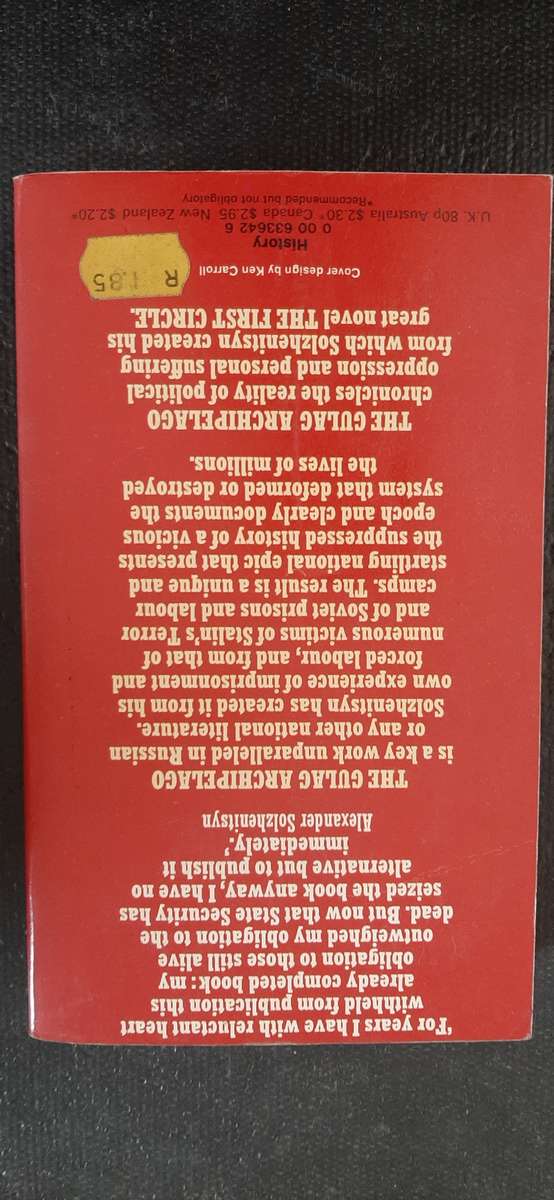 'For years I have with reluctant heart
withheld from publication this
already completed book: my
obligation to those still alive
outweighed my obligation to the
dead. But now that State Security has
seized the book anyway, I have no
alternative but to publish it
immediately.'
Alexander Solzhenitsyn
THE GULAG ARCHIPELAGO
is a key work unparalleled in Russian
or any other national literature.
Solzhenitsyn has created it from his
own experience of imprisonment and
forced labour, and from that of
numerous victims of Stalin's Terror
and of Soviet prisons and labour
camps. The result is a unique and
startling national epic that presents
the suppressed history of a vicious
epoch and clearly documents the
system that deformed or destroyed
the lives of millions.
THE GULAG ARCHIPELAGO
chronicles the reality of political
oppression and personal suffering
from which Solzhenitsyn created his
great novel THE FIRST CIRCLE.
Cover design by Ken Carroll
R 1.85
History
0 00 633642 6
U.K. 80p Australia $2.30* Canada $2.95 New Zealand $2.20*
*Recommended but not obligatory